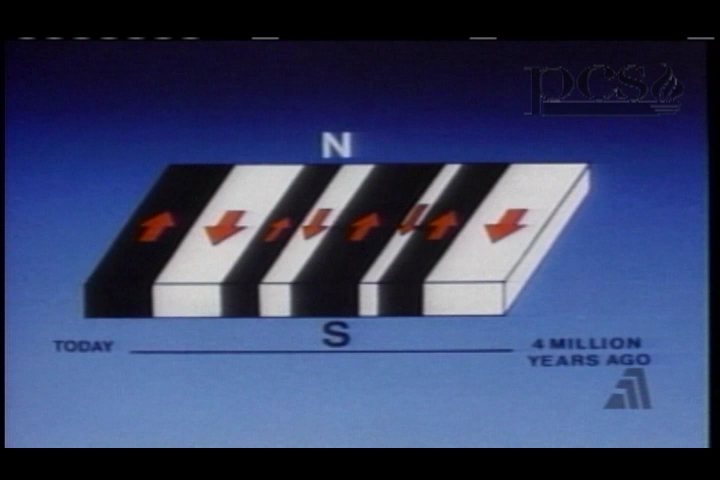 pcs
N
S
TODAY
4 MILLION
YEARS AGO